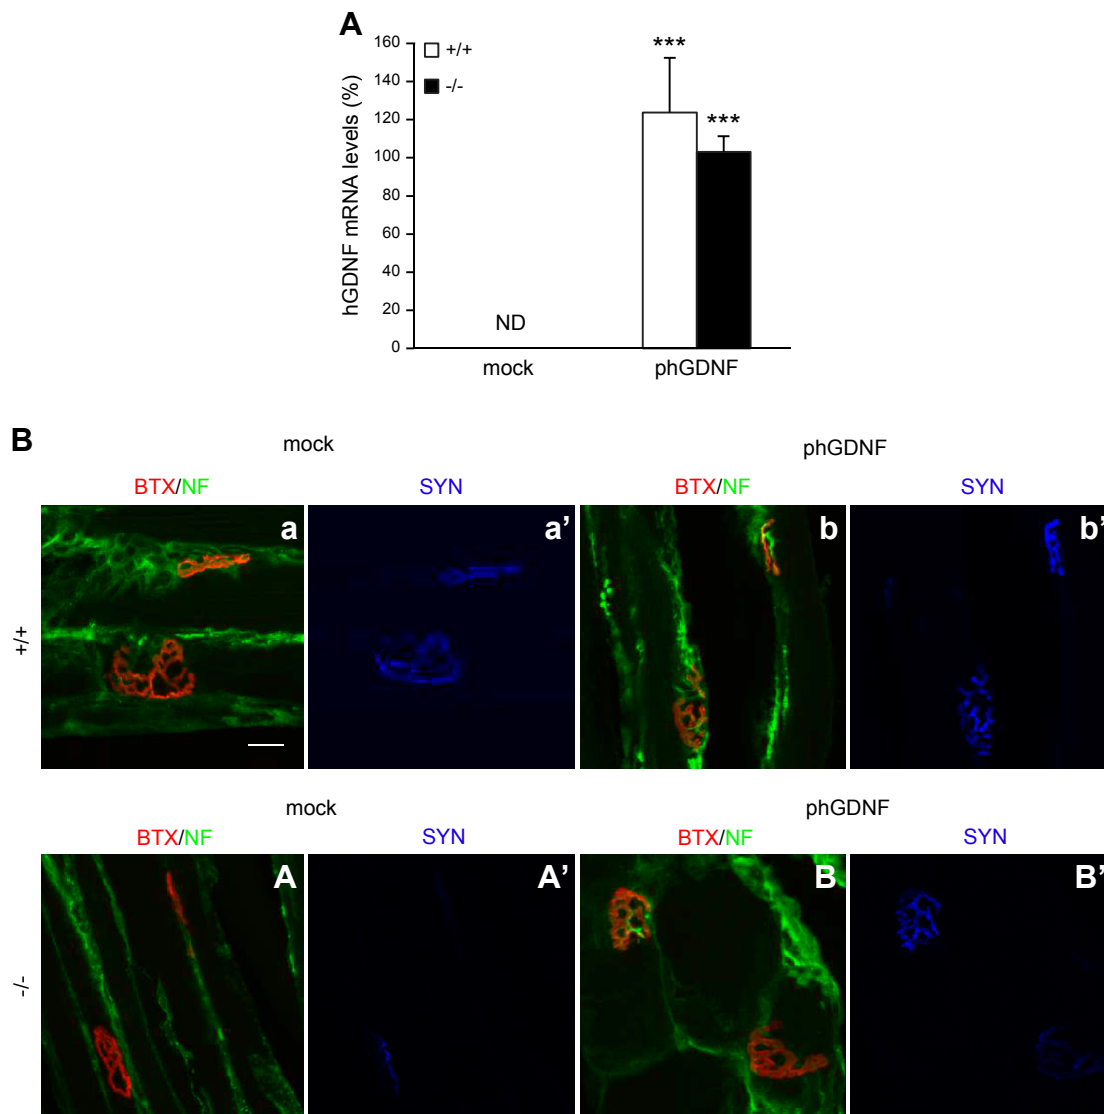 A
hGDNF mRNA levels (%)
160
140
120
100
80
60
40
20
0
+/+
-/-
***
***
ND
mock
phGDNF
B
mock
phGDNF
BTX/NF
SYN
BTX/NF
SYN
+/+
a
a’
b
b’
mock
phGDNF
BTX/NF
SYN
BTX/NF
SYN
-/-
A
A’
B
B’